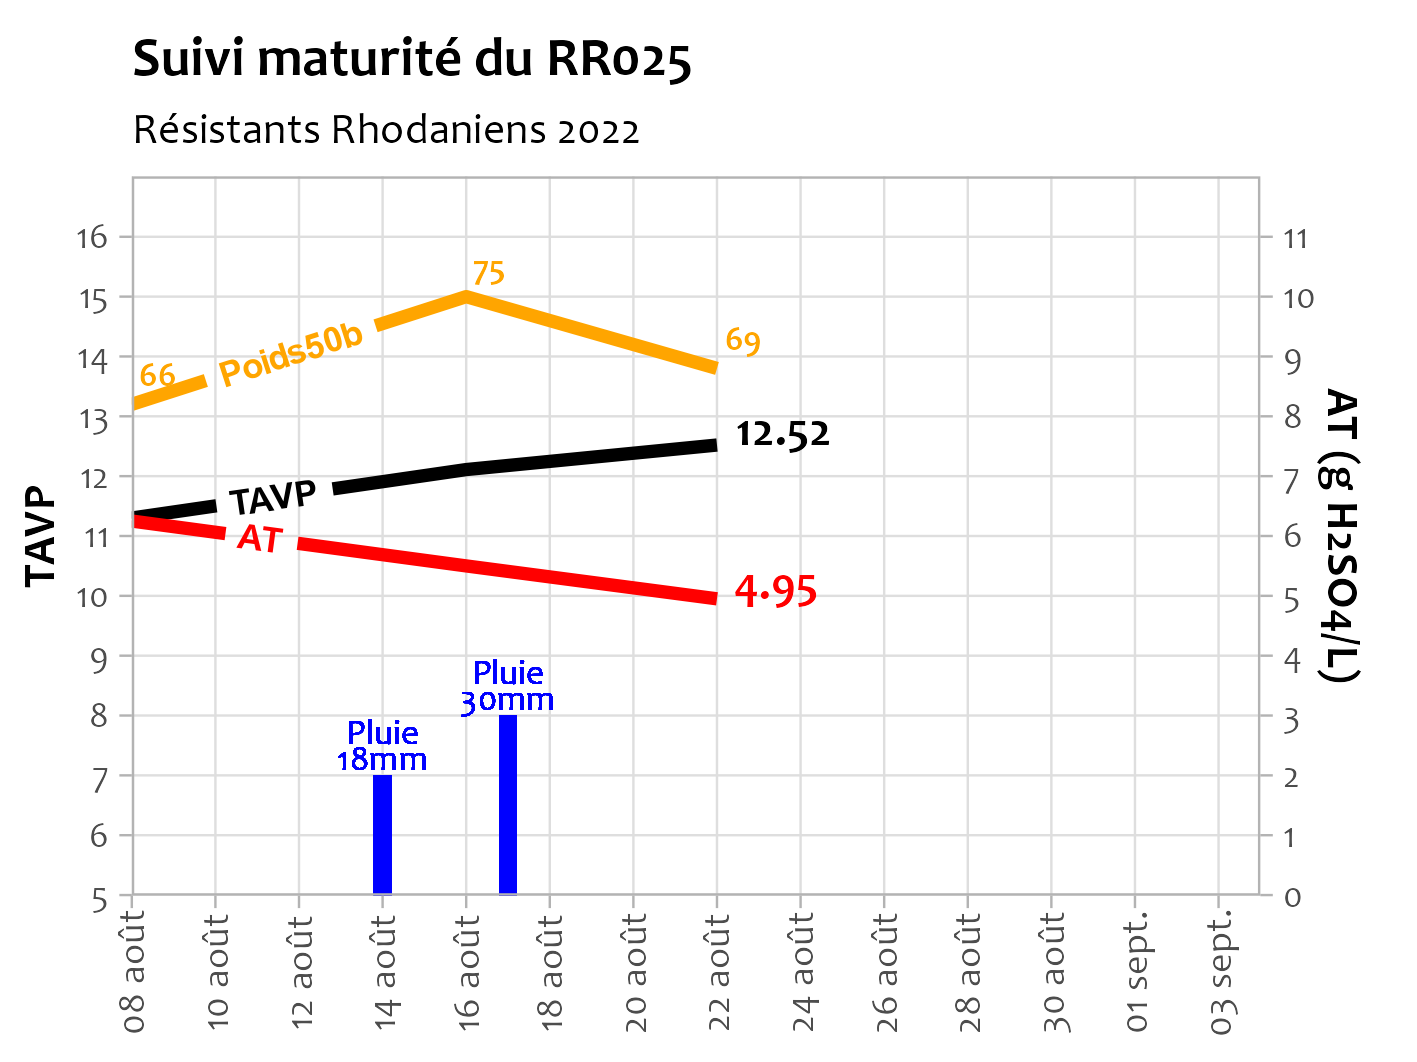 Suivi maturité du RR025
Résistants Rhodaniens 2022
TAVP
16
15
14
13
12
11
10
9
8
7
6
5
66
Poids50b
75
69
TAVP
12.52
AT
4.95
Pluie
18mm
Pluie
30mm
11
10
9
8
7
6
5
4
3
2
1
0
AT (g H2SO4/L)
08 août
10 août
12 août
14 août
16 août
18 août
20 août
22 août
24 août
26 août
28 août
30 août
01 sept.
03 sept.